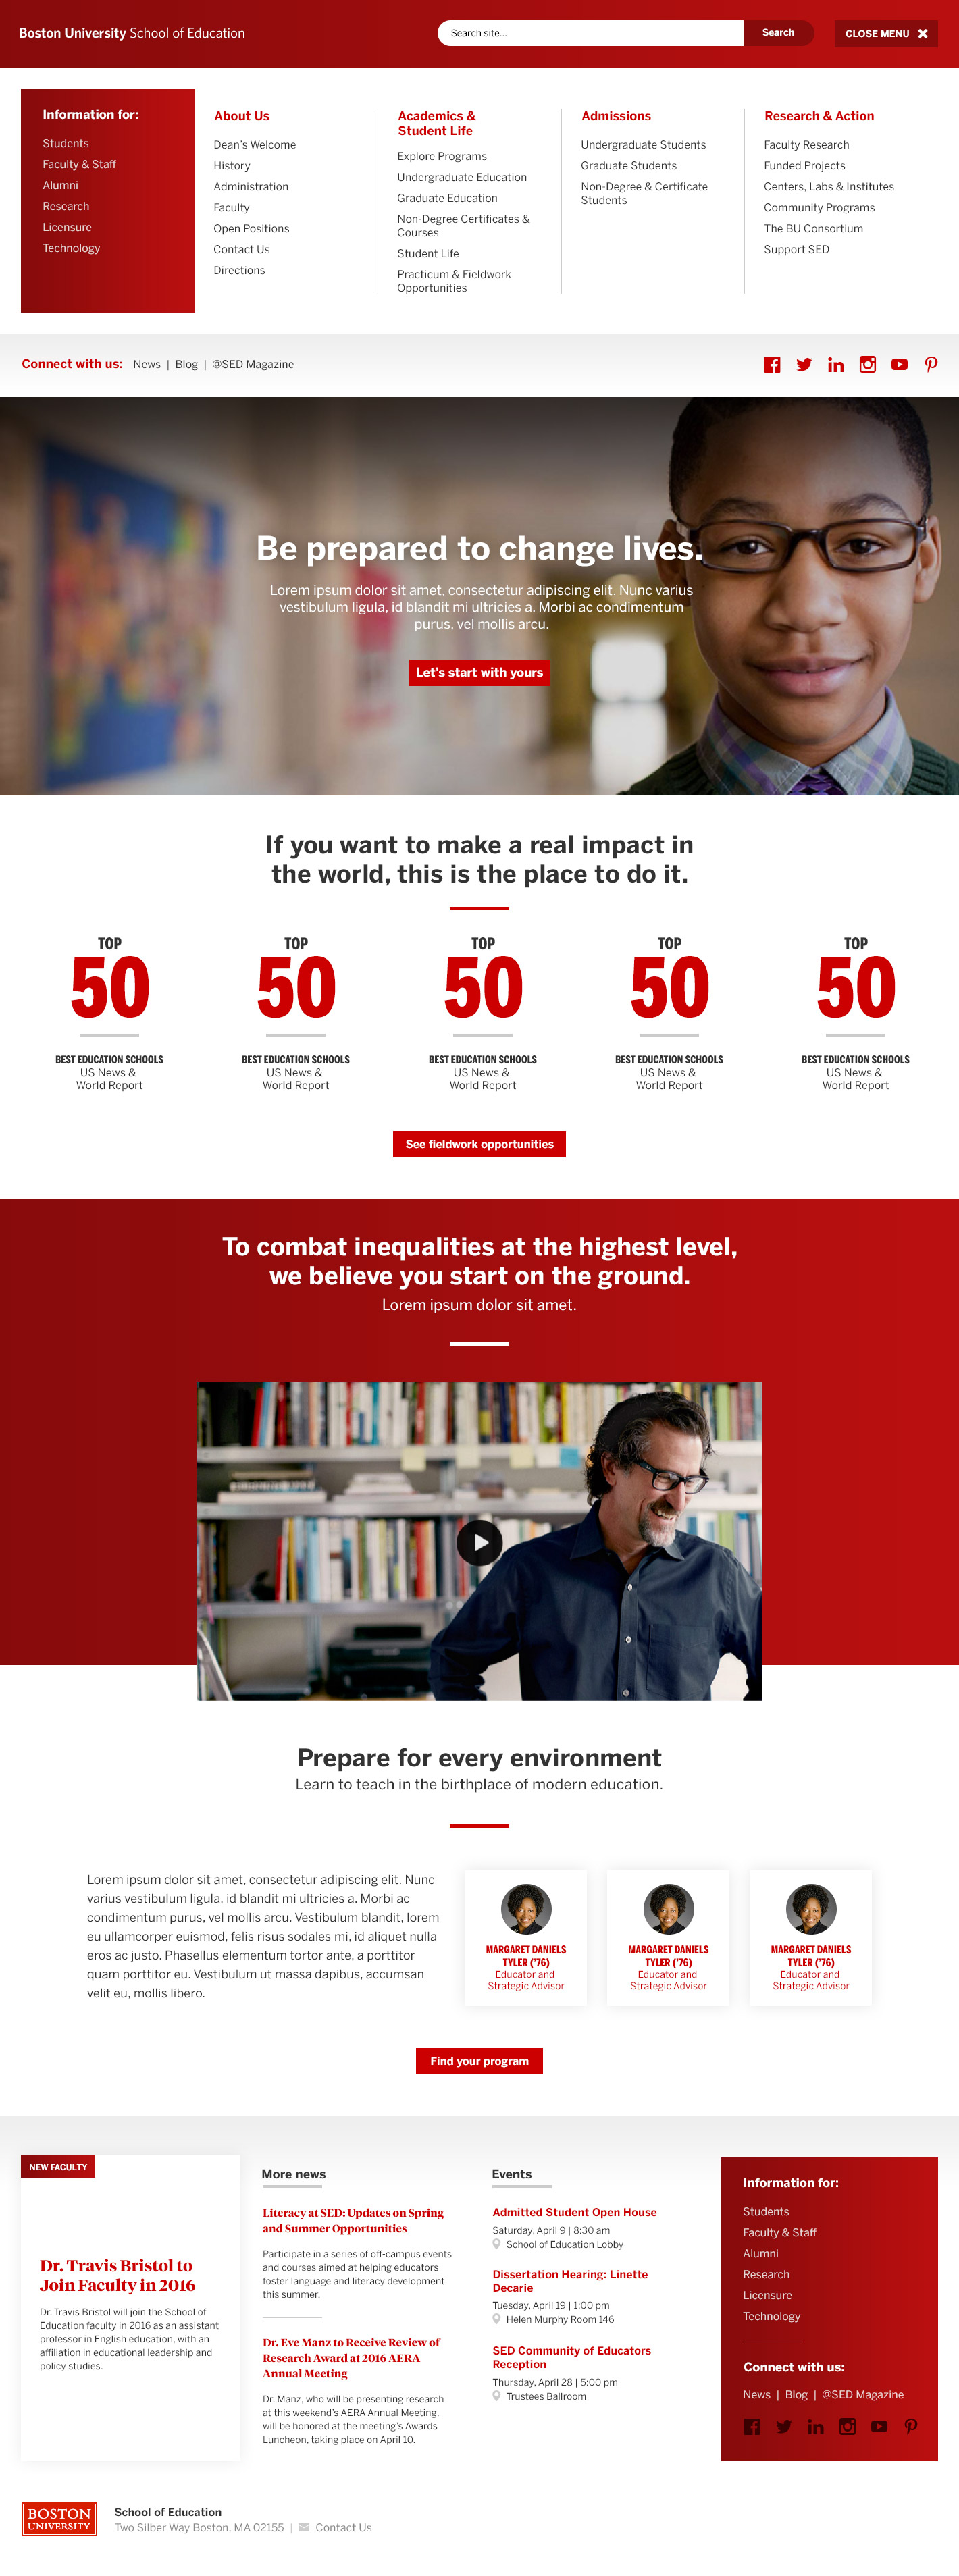 Boston University School of Education
Search site...
Search
CLOSE MENU
Information for:
Students
Faculty & Staff
Alumni
Research
Licensure
Technology
About Us
Dean's Welcome
History
Administration
Faculty
Open Positions
Contact Us
Directions
Academics &
Student Life
Explore Programs
Undergraduate Education
Graduate Education
Non-Degree Certificates &
Courses
Student Life
Practicum & Fieldwork
Opportunities
Admissions
Undergraduate Students
Graduate Students
Non-Degree & Certificate
Students
Research & Action
Faculty Research
Funded Projects
Centers, Labs & Institutes
Community Programs
The BU Consortium
Support SED
Connect with us: News | Blog | @SED Magazine
Be prepared to change lives.
Lorem ipsum dolor sit amet, consectetur adipiscing elit. Nunc varius
vestibulum ligula, id blandit mi ultricies a. Morbi ac condimentum
purus, vel mollis arcu.
Let's start with yours
If you want to make a real impact in
the world, this is the place to do it.
TOP
50
BEST EDUCATION SCHOOLS
US News &
World Report
TOP
50
BEST EDUCATION SCHOOLS
US News &
World Report
TOP
50
BEST EDUCATION SCHOOLS
US News &
World Report
TOP
50
BEST EDUCATION SCHOOLS
US News &
World Report
TOP
50
BEST EDUCATION SCHOOLS
US News &
World Report
See fieldwork opportunities
To combat inequalities at the highest level,
we believe you start on the ground.
Lorem ipsum dolor sit amet.
Prepare for every environment
Learn to teach in the birthplace of modern education.
Lorem ipsum dolor sit amet, consectetur adipiscing elit. Nunc
varius vestibulum ligula, id blandit mi ultricies a. Morbi ac
condimentum purus, vel mollis arcu. Vestibulum blandit, lorem
eu ullamcorper euismod, felis risus sodales mi, id aliquet nulla
eros ac justo. Phasellus elementum tortor ante, a porttitor
quam porttitor eu. Vestibulum ut massa dapibus, accumsan
velit eu, mollis libero.
MARGARET DANIELS
TYLER ('76)
Educator and
Strategic Advisor
MARGARET DANIELS
TYLER ('76)
Educator and
Strategic Advisor
MARGARET DANIELS
TYLER ('76)
Educator and
Strategic Advisor
Find your program
NEW FACULTY
Dr. Travis Bristol to
Join Faculty in 2016
Dr. Travis Bristol will join the School of
Education faculty in 2016 as an assistant
professor in English education, with an
affiliation in educational leadership and
policy studies.
More news
Literacy at SED: Updates on Spring
and Summer Opportunities
Participate in a series of off-campus events
and courses aimed at helping educators
foster language and literacy development
this summer.
Dr. Eve Manz to Receive Review of
Research Award at 2016 AERA
Annual Meeting
Dr. Manz, who will be presenting research
at this weekend's AERA Annual Meeting,
will be honored at the meeting's Awards
Luncheon, taking place on April 10.
Events
Admitted Student Open House
Saturday, April 9 | 8:30 am
School of Education Lobby
Dissertation Hearing: Linette
Decarie
Tuesday, April 19 | 1:00 pm
Helen Murphy Room 146
SED Community of Educators
Reception
Thursday, April 28 | 5:00 pm
Trustees Ballroom
Information for:
Students
Faculty & Staff
Alumni
Research
Licensure
Technology
Connect with us:
News | Blog | @SED Magazine
BOSTON
UNIVERSITY
School of Education
Two Silber Way Boston, MA 02155 | Contact Us